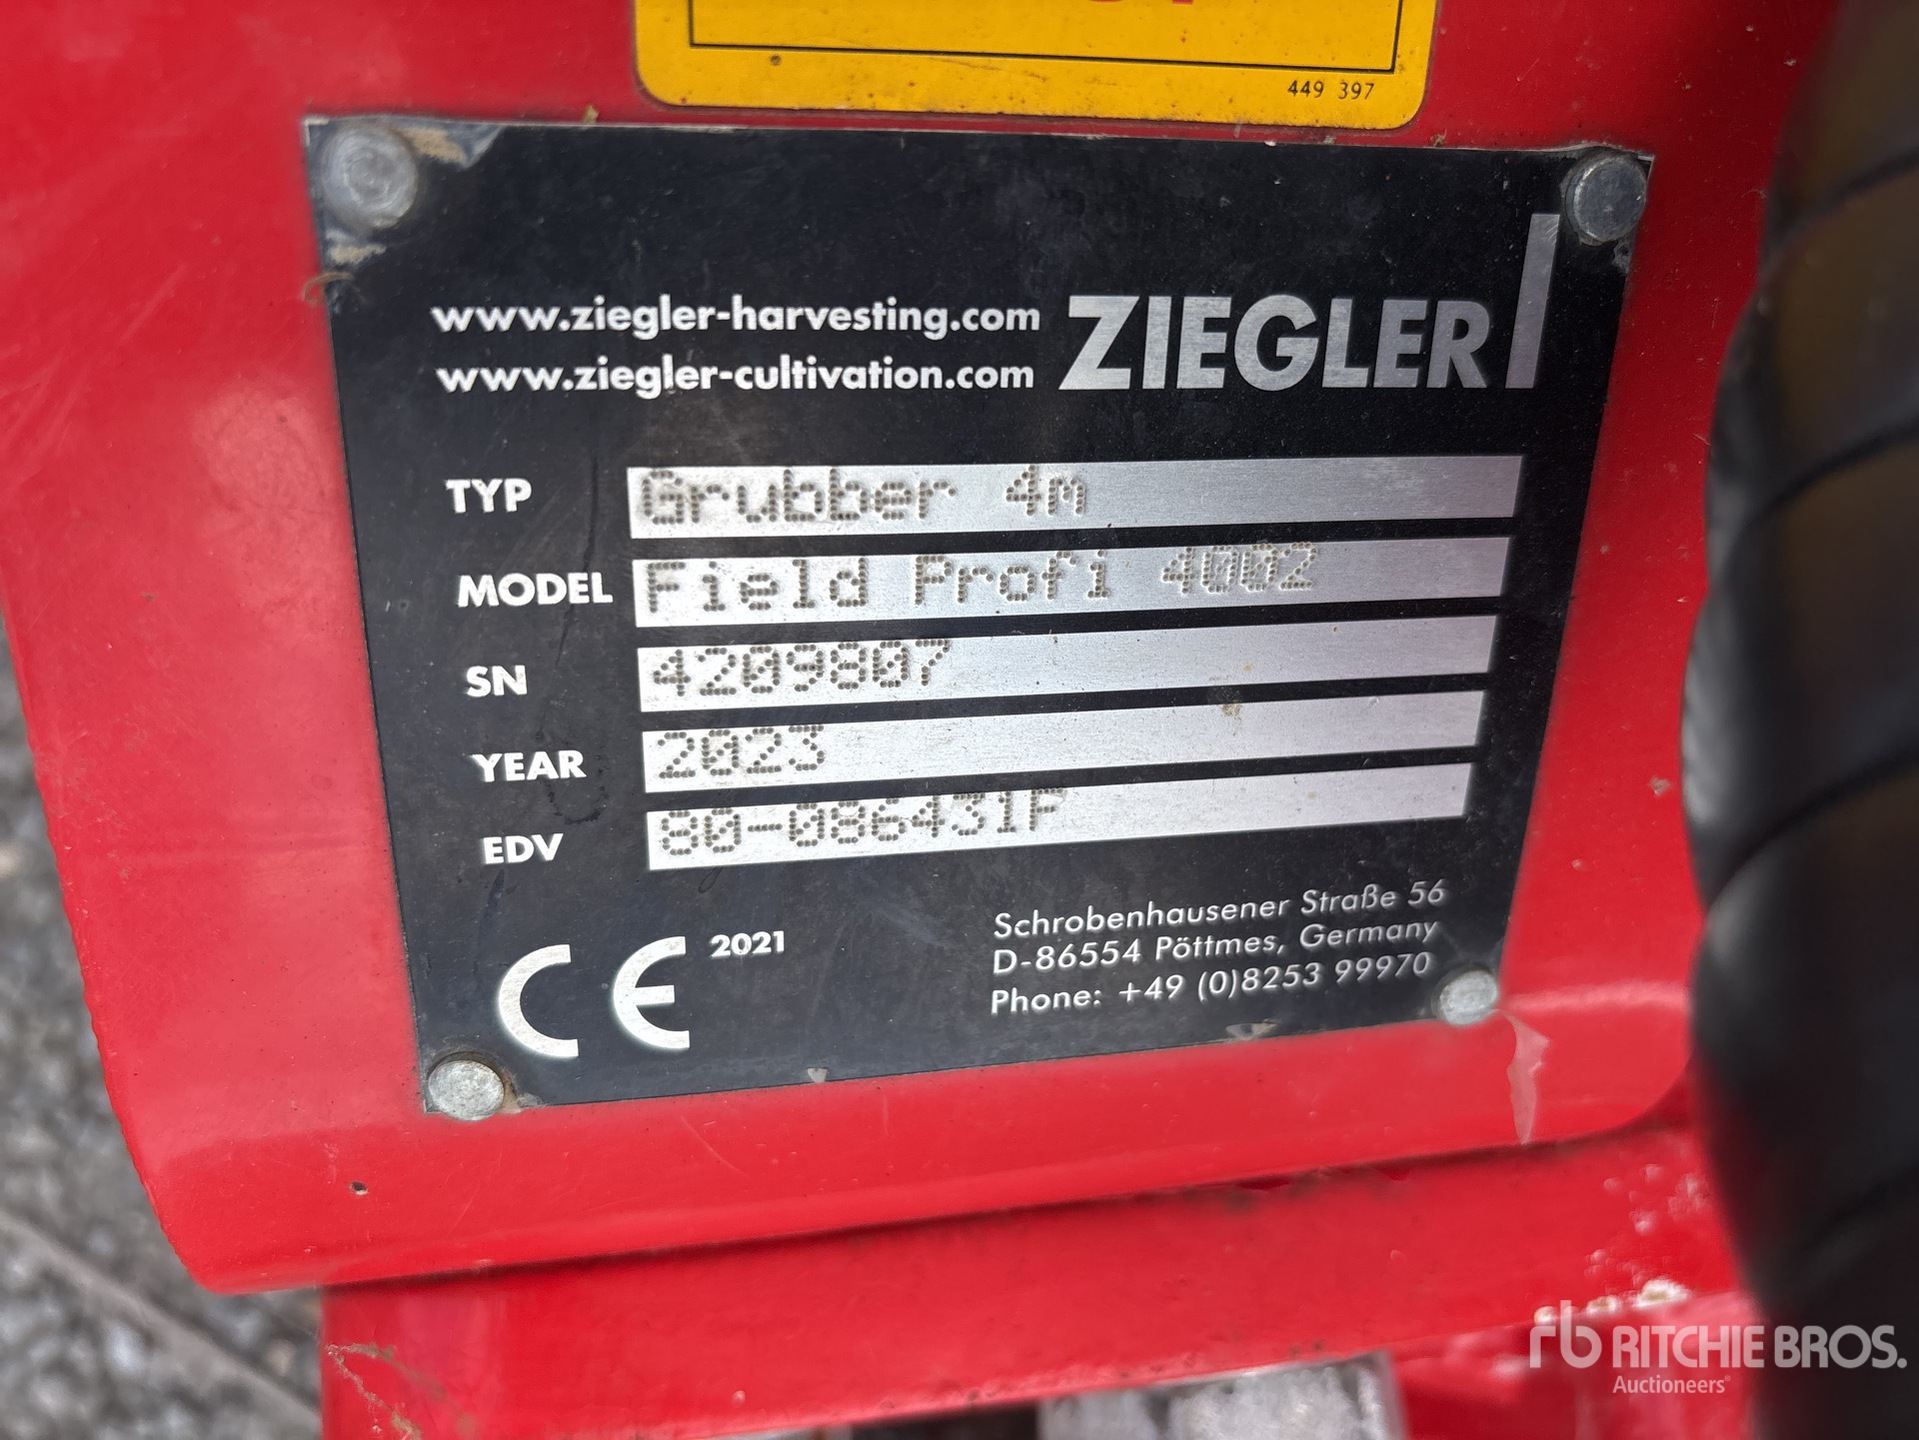 449 397
www.ziegler-harvesting.com
www.ziegler-cultivation.com
ZIEGLER
TYP Grubber 4m
MODEL Field Profi 4002
SN 4209807
YEAR 2023
EDV 80-086431P
CE 2021
Schrobenhausener Straße 56
D-86554 Pöttmes, Germany
Phone: +49 (0)8253 99970
rb RITCHIE BROS.
Auctioneers®